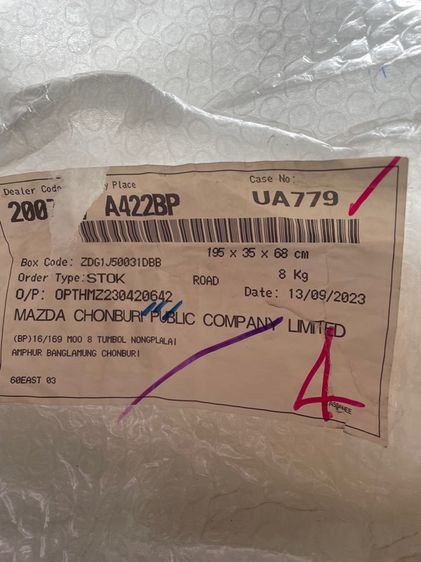 Dealer Code y Place Case No:
2007 A422BP UA779
195 x 35 x 68 cm
Box Code: ZDG1J50031DBB
Order Type: STOK ROAD 8 Kg
O/P: OPTHMZ230420642 Date: 13/09/2023
MAZDA CHONBURI PUBLIC COMPANY LIMITED
(BP)16/169 MOO 8 TUMBOL NONGPLALAI
AMPHUR BANGLAMUNG CHONBURI
4
60EAST 03